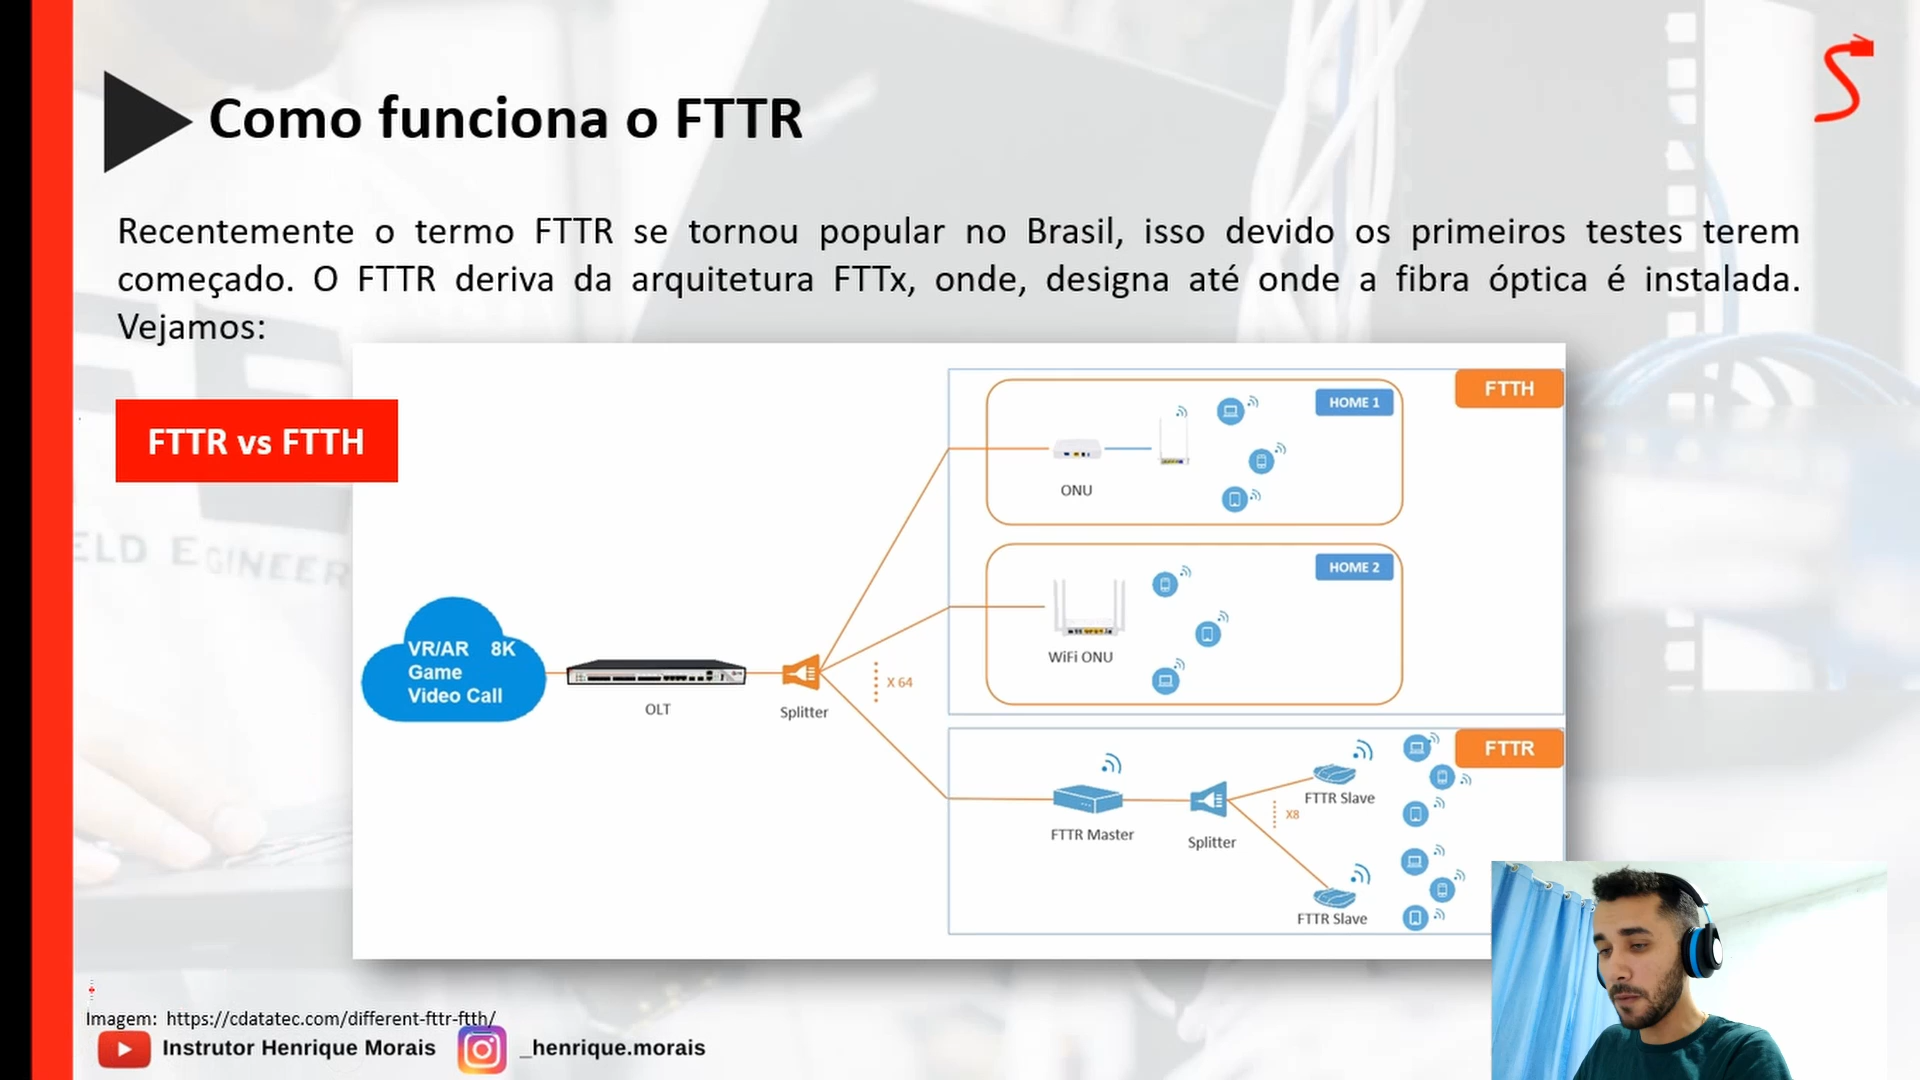 Como funciona o FTTR
Recentemente o termo FTTR se tornou popular no Brasil, isso devido os primeiros testes terem
começado. O FTTR deriva da arquitetura FTTx, onde, designa até onde a fibra óptica é instalada.
Vejamos:
FTTR vs FTTH
FTTH
HOME 1
ONU
HOME 2
WiFi ONU
VR/AR 8K
Game
Video Call
OLT
Splitter
X 64
FTTR
FTTR Master
Splitter
X8
FTTR Slave
FTTR Slave
ELD EGINEER
Imagem: https://cdatatec.com/different-fttr-ftth/
Instrutor Henrique Morais
_henrique.morais